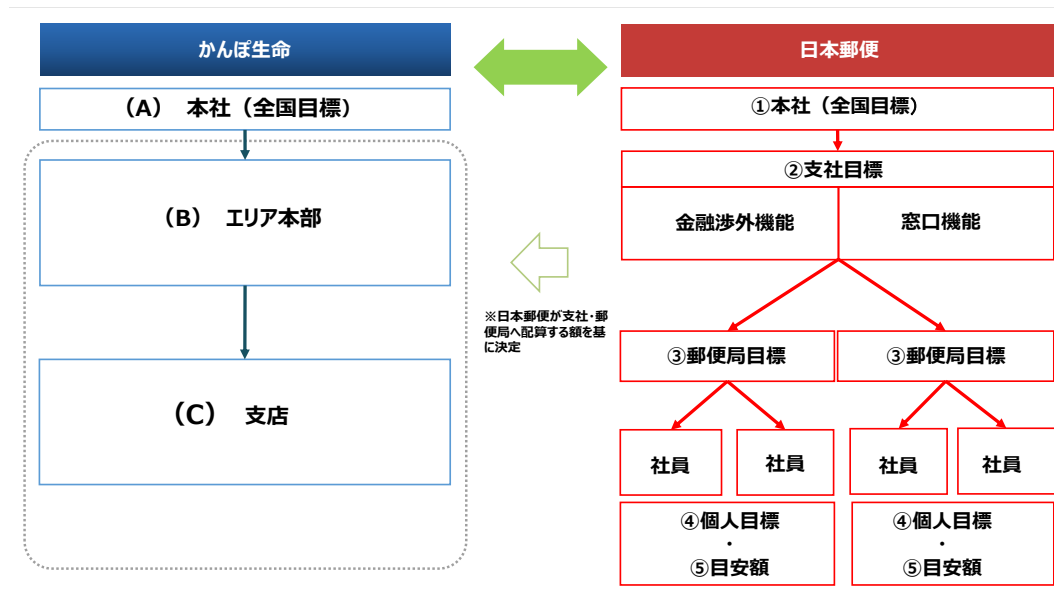 かんぽ生命
（A） 本社（全国目標）
（B） エリア本部
（C） 支店
※日本郵便が支社・郵
便局へ配算する額を基
に決定
日本郵便
①本社（全国目標）
②支社目標
金融渉外機能
窓口機能
③郵便局目標
③郵便局目標
社員
社員
社員
社員
④個人目標
・
⑤目安額
④個人目標
・
⑤目安額